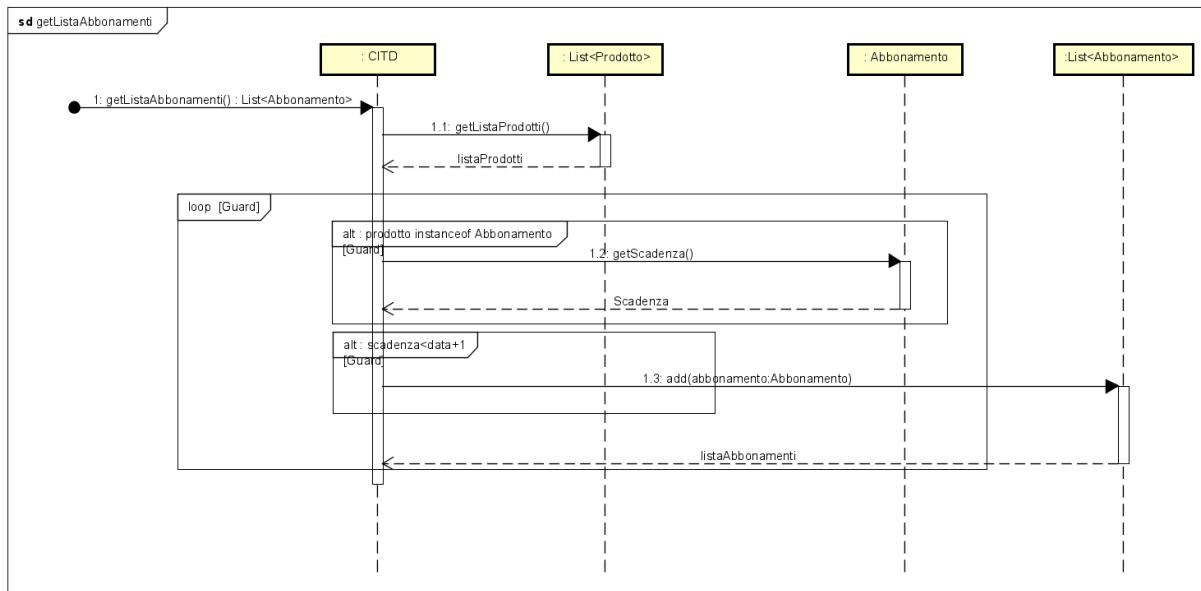 sd getListaAbbonamenti
: CITD
: List<Prodotto>
: Abbonamento
:List<Abbonamento>
1: getListaAbbonamenti() : List<Abbonamento>
1.1: getListaProdotti()
listaProdotti
loop [Guard]
alt : prodotto instanceof Abbonamento
[Guard]
1.2: getScadenza()
Scadenza
alt : scadenza<data+1
[Guard]
1.3: add(abbonamento:Abbonamento)
listaAbbonamenti